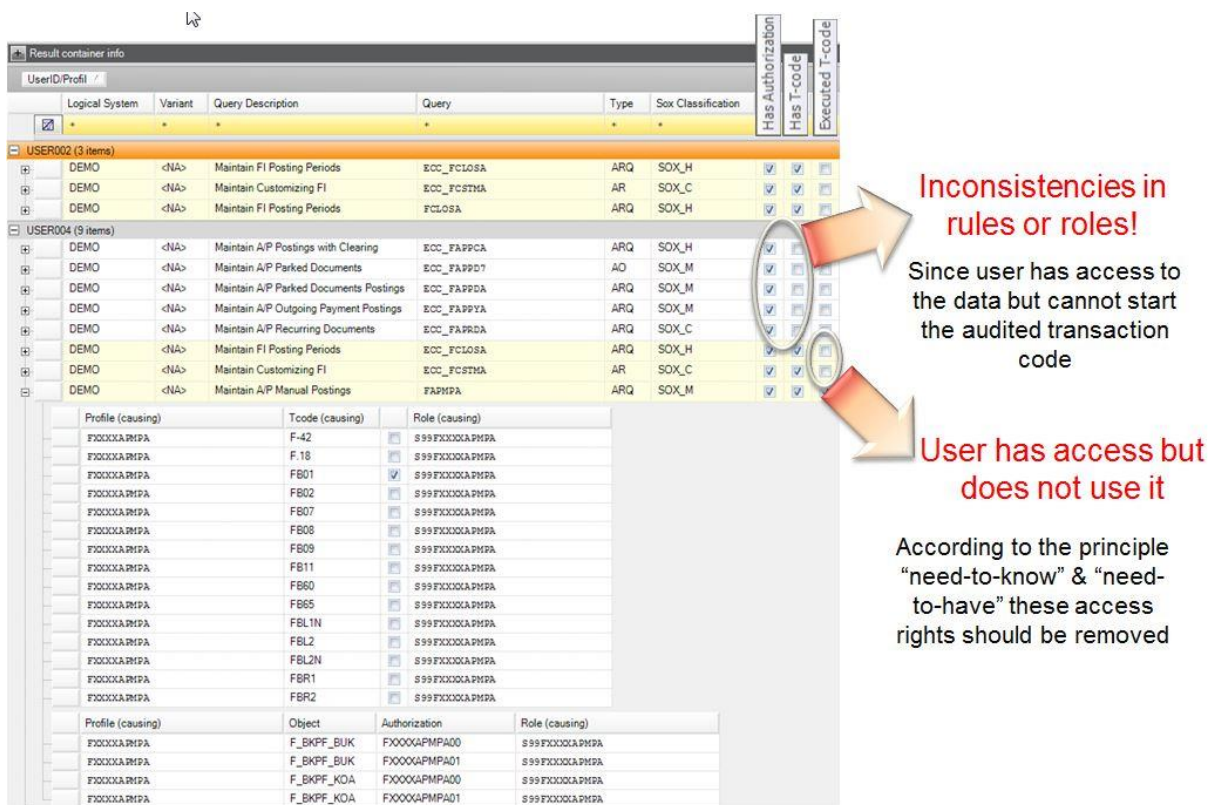 Result container info
UserID/Profil
Logical System Variant Query Description Query Type Sox Classification Has Authorization Has T-code Executed T-code
* * * * * *
USER002 (3 items)
DEMO <NA> Maintain FI Posting Periods ECC_FCLOSA ARQ SOX_H
DEMO <NA> Maintain Customizing FI ECC_FCSTMA AR SOX_C
DEMO <NA> Maintain FI Posting Periods FCLOSA ARQ SOX_H
USER004 (9 items)
DEMO <NA> Maintain A/P Postings with Clearing ECC_FAPPCA ARQ SOX_H
DEMO <NA> Maintain A/P Parked Documents ECC_FAPPD7 AO SOX_M
DEMO <NA> Maintain A/P Parked Documents Postings ECC_FAPPDA ARQ SOX_M
DEMO <NA> Maintain A/P Outgoing Payment Postings ECC_FAPPYA ARQ SOX_M
DEMO <NA> Maintain A/P Recurring Documents ECC_FAPRDA ARQ SOX_C
DEMO <NA> Maintain FI Posting Periods ECC_FCLOSA ARQ SOX_H
DEMO <NA> Maintain Customizing FI ECC_FCSTMA AR SOX_C
DEMO <NA> Maintain A/P Manual Postings FAPMPA ARQ SOX_M
Profile (causing) Tcode (causing) Role (causing)
FXXXXAPMPA F-42 S99FXXXXAPMPA
FXXXXAPMPA F.18 S99FXXXXAPMPA
FXXXXAPMPA FB01 S99FXXXXAPMPA
FXXXXAPMPA FB02 S99FXXXXAPMPA
FXXXXAPMPA FB07 S99FXXXXAPMPA
FXXXXAPMPA FB08 S99FXXXXAPMPA
FXXXXAPMPA FB09 S99FXXXXAPMPA
FXXXXAPMPA FB11 S99FXXXXAPMPA
FXXXXAPMPA FB60 S99FXXXXAPMPA
FXXXXAPMPA FB65 S99FXXXXAPMPA
FXXXXAPMPA FBL1N S99FXXXXAPMPA
FXXXXAPMPA FBL2 S99FXXXXAPMPA
FXXXXAPMPA FBL2N S99FXXXXAPMPA
FXXXXAPMPA FBR1 S99FXXXXAPMPA
FXXXXAPMPA FBR2 S99FXXXXAPMPA
Profile (causing) Object Authorization Role (causing)
FXXXXAPMPA F_BKPF_BUK FXXXXAPMPA00 S99FXXXXAPMPA
FXXXXAPMPA F_BKPF_BUK FXXXXAPMPA01 S99FXXXXAPMPA
FXXXXAPMPA F_BKPF_KOA FXXXXAPMPA00 S99FXXXXAPMPA
FXXXXAPMPA F_BKPF_KOA FXXXXAPMPA01 S99FXXXXAPMPA
Inconsistencies in
rules or roles!
Since user has access to
the data but cannot start
the audited transaction
code
User has access but
does not use it
According to the principle
“need-to-know” & “need-
to-have” these access
rights should be removed